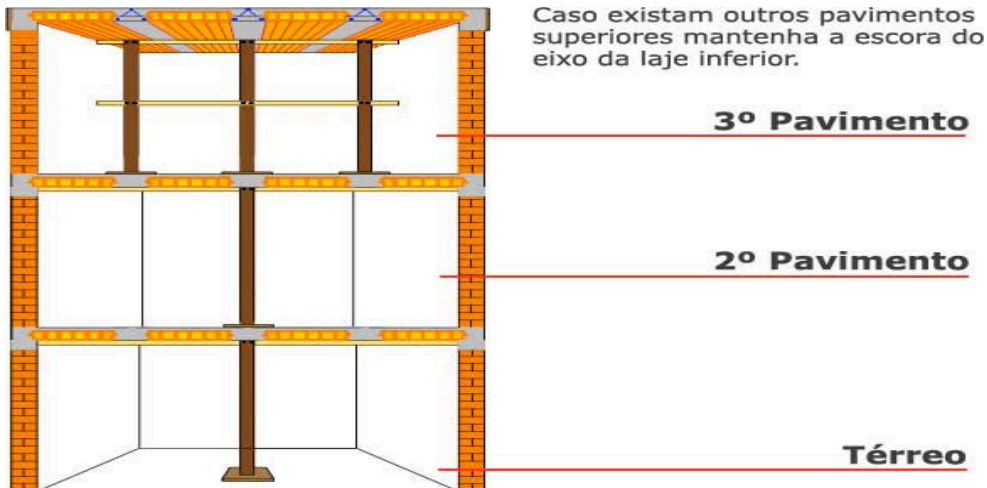 Caso existam outros pavimentos
superiores mantenha a escora do
eixo da laje inferior.
3º Pavimento
2º Pavimento
Térreo